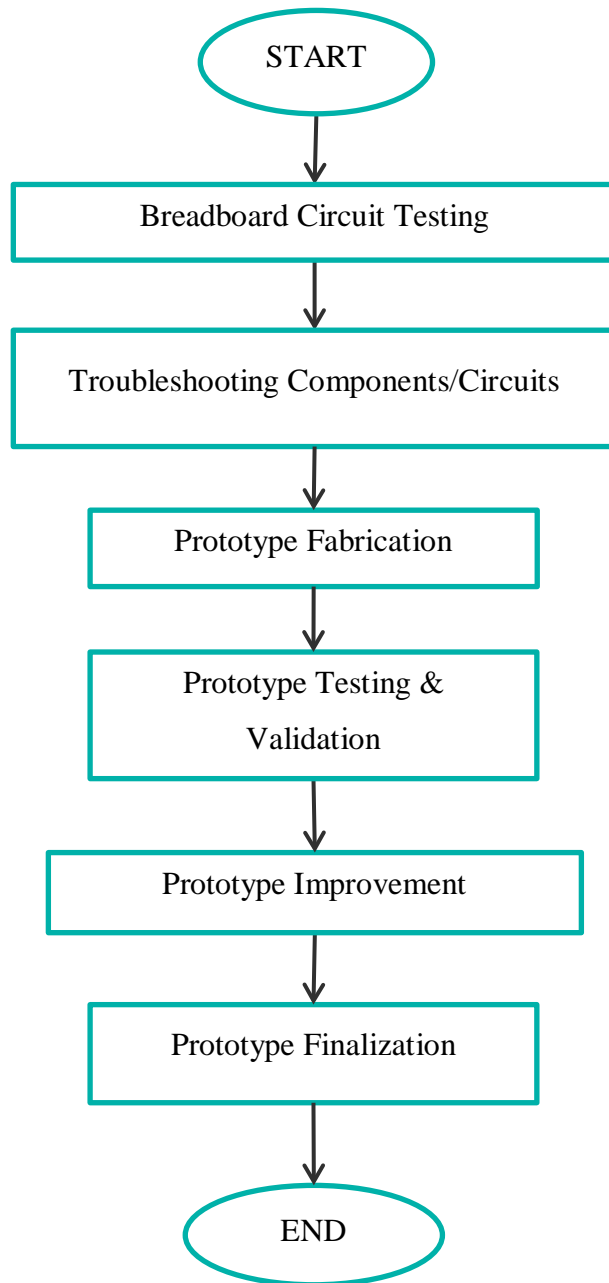 START
Breadboard Circuit Testing
Troubleshooting Components/Circuits
Prototype Fabrication
Prototype Testing &
Validation
Prototype Improvement
Prototype Finalization
END